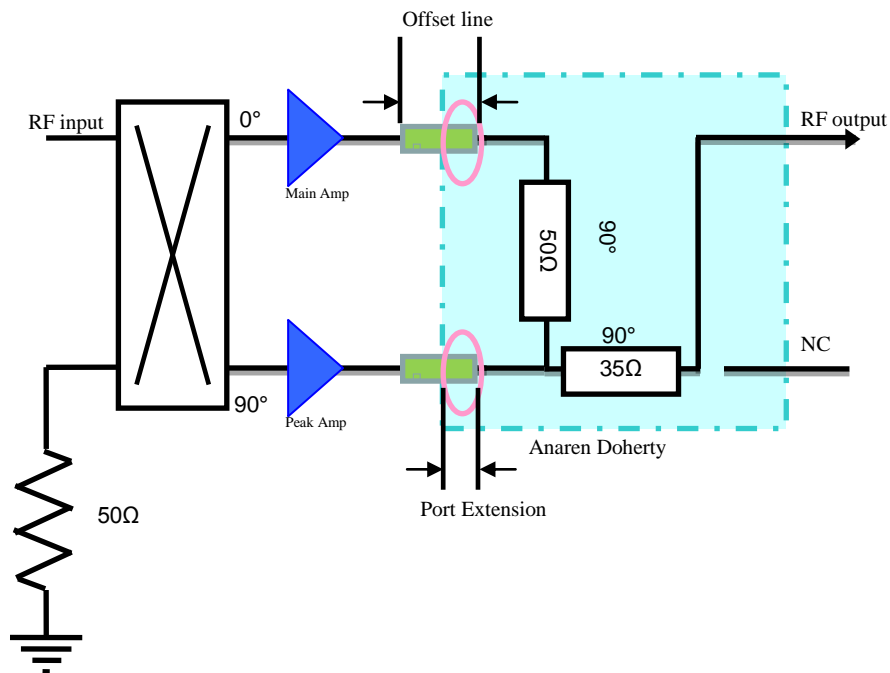 Offset line
RF input
0°
RF output
Main Amp
50Ω
90°
90°
35Ω
NC
90°
Peak Amp
Anaren Doherty
Port Extension
50Ω